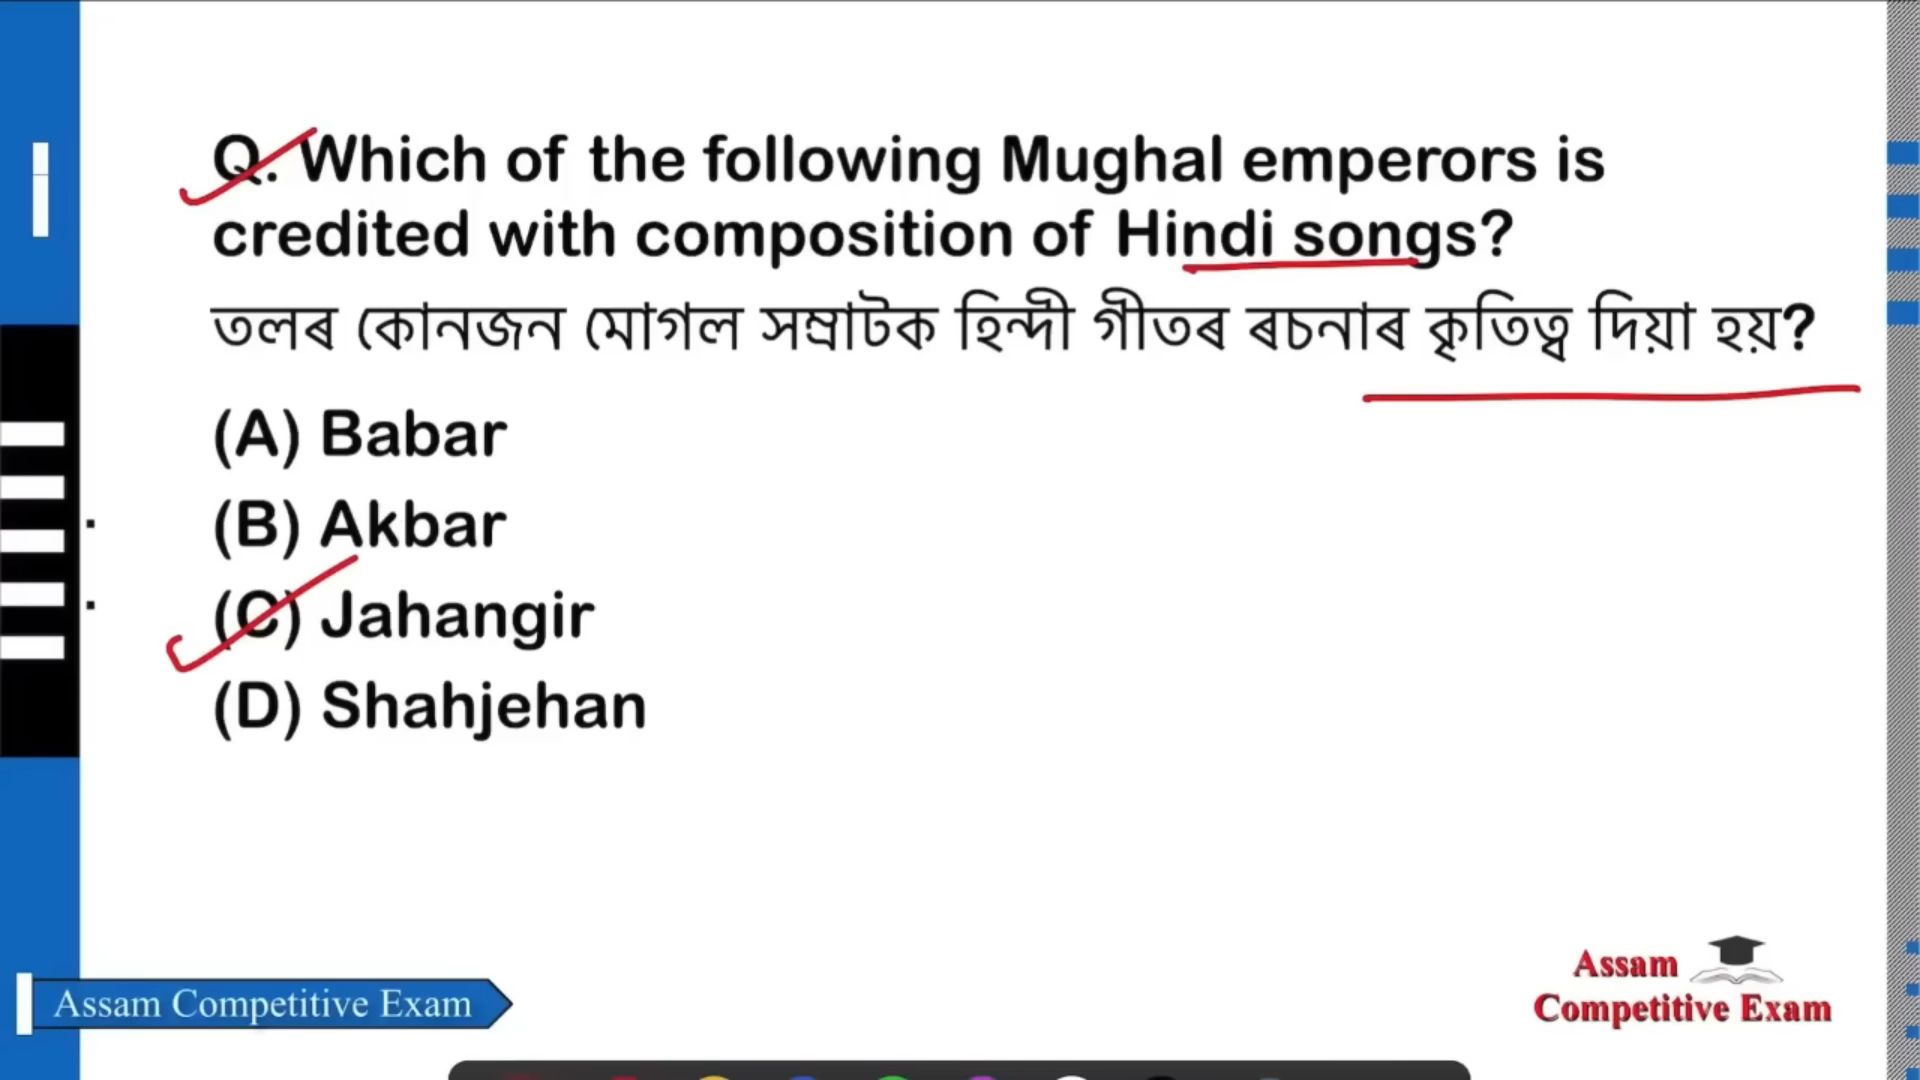 Q. Which of the following Mughal emperors is
credited with composition of Hindi songs?
তলৰ কোনজন মোগল সম্ৰাটক হিন্দী গীতৰ ৰচনাৰ কৃতিত্ব দিয়া হয়?
(A) Babar
(B) Akbar
(C) Jahangir
(D) Shahjehan
Assam Competitive Exam
Assam
Competitive Exam